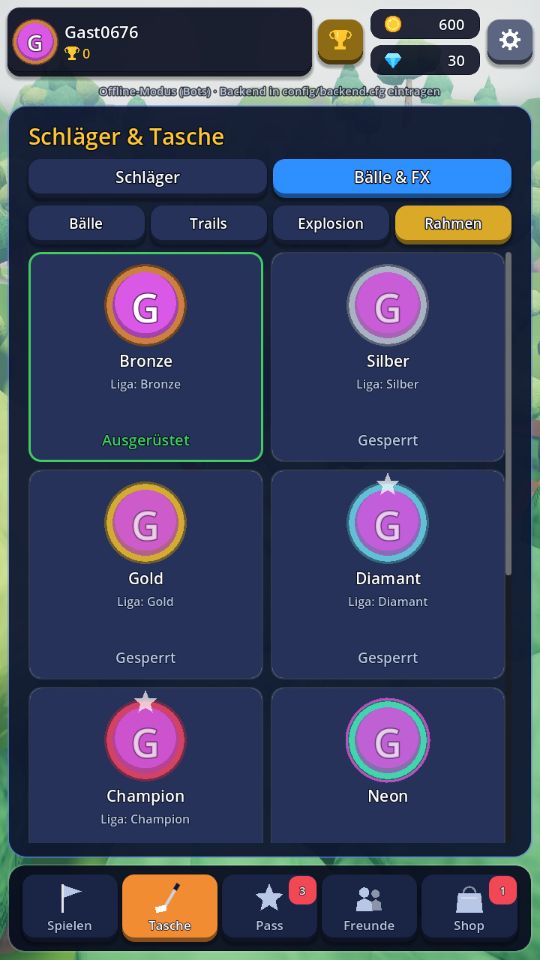 G
Gast0676
0
600
30
Offline-Modus (Bots) • Backend in config/backend.cfg eintragen
Schläger & Tasche
Schläger
Bälle & FX
Bälle
Trails
Explosion
Rahmen
G
Bronze
Liga: Bronze
Ausgerüstet
G
Silber
Liga: Silber
Gesperrt
G
Gold
Liga: Gold
Gesperrt
G
Diamant
Liga: Diamant
Gesperrt
G
Champion
Liga: Champion
G
Neon
Spielen
Tasche
3
Pass
Freunde
1
Shop